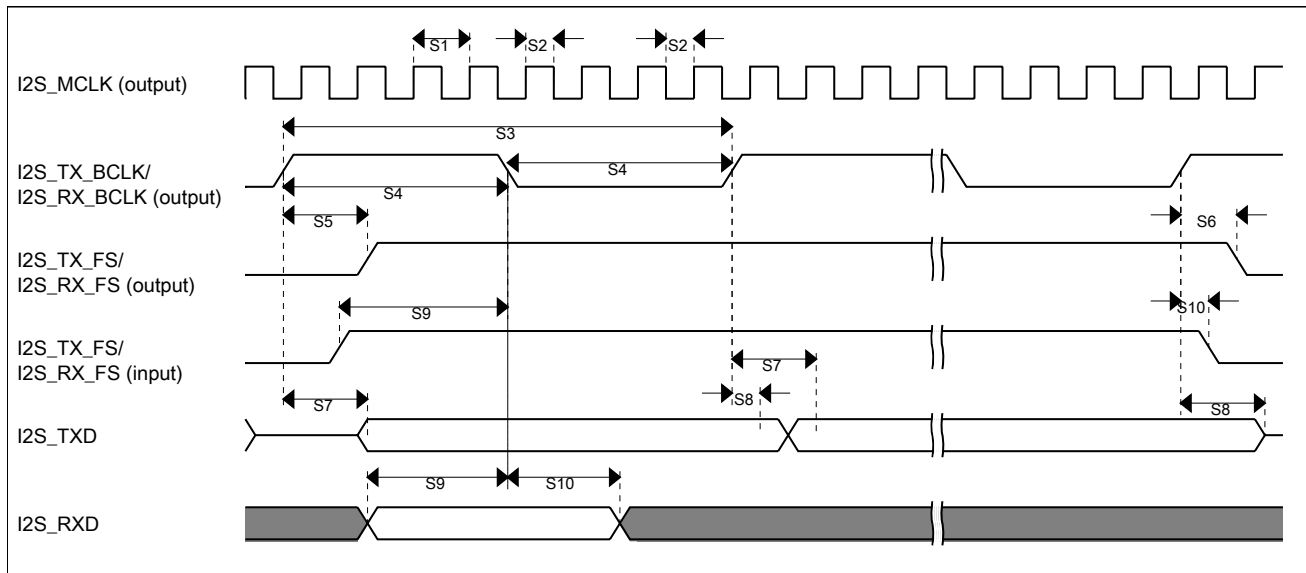 S1
S2
S2
I2S_MCLK (output)
S3
I2S_TX_BCLK/
I2S_RX_BCLK (output)
S4
S4
S5
S6
I2S_TX_FS/
I2S_RX_FS (output)
S9
S10
I2S_TX_FS/
I2S_RX_FS (input)
S7
S8
S7
S8
I2S_TXD
S9
S10
I2S_RXD